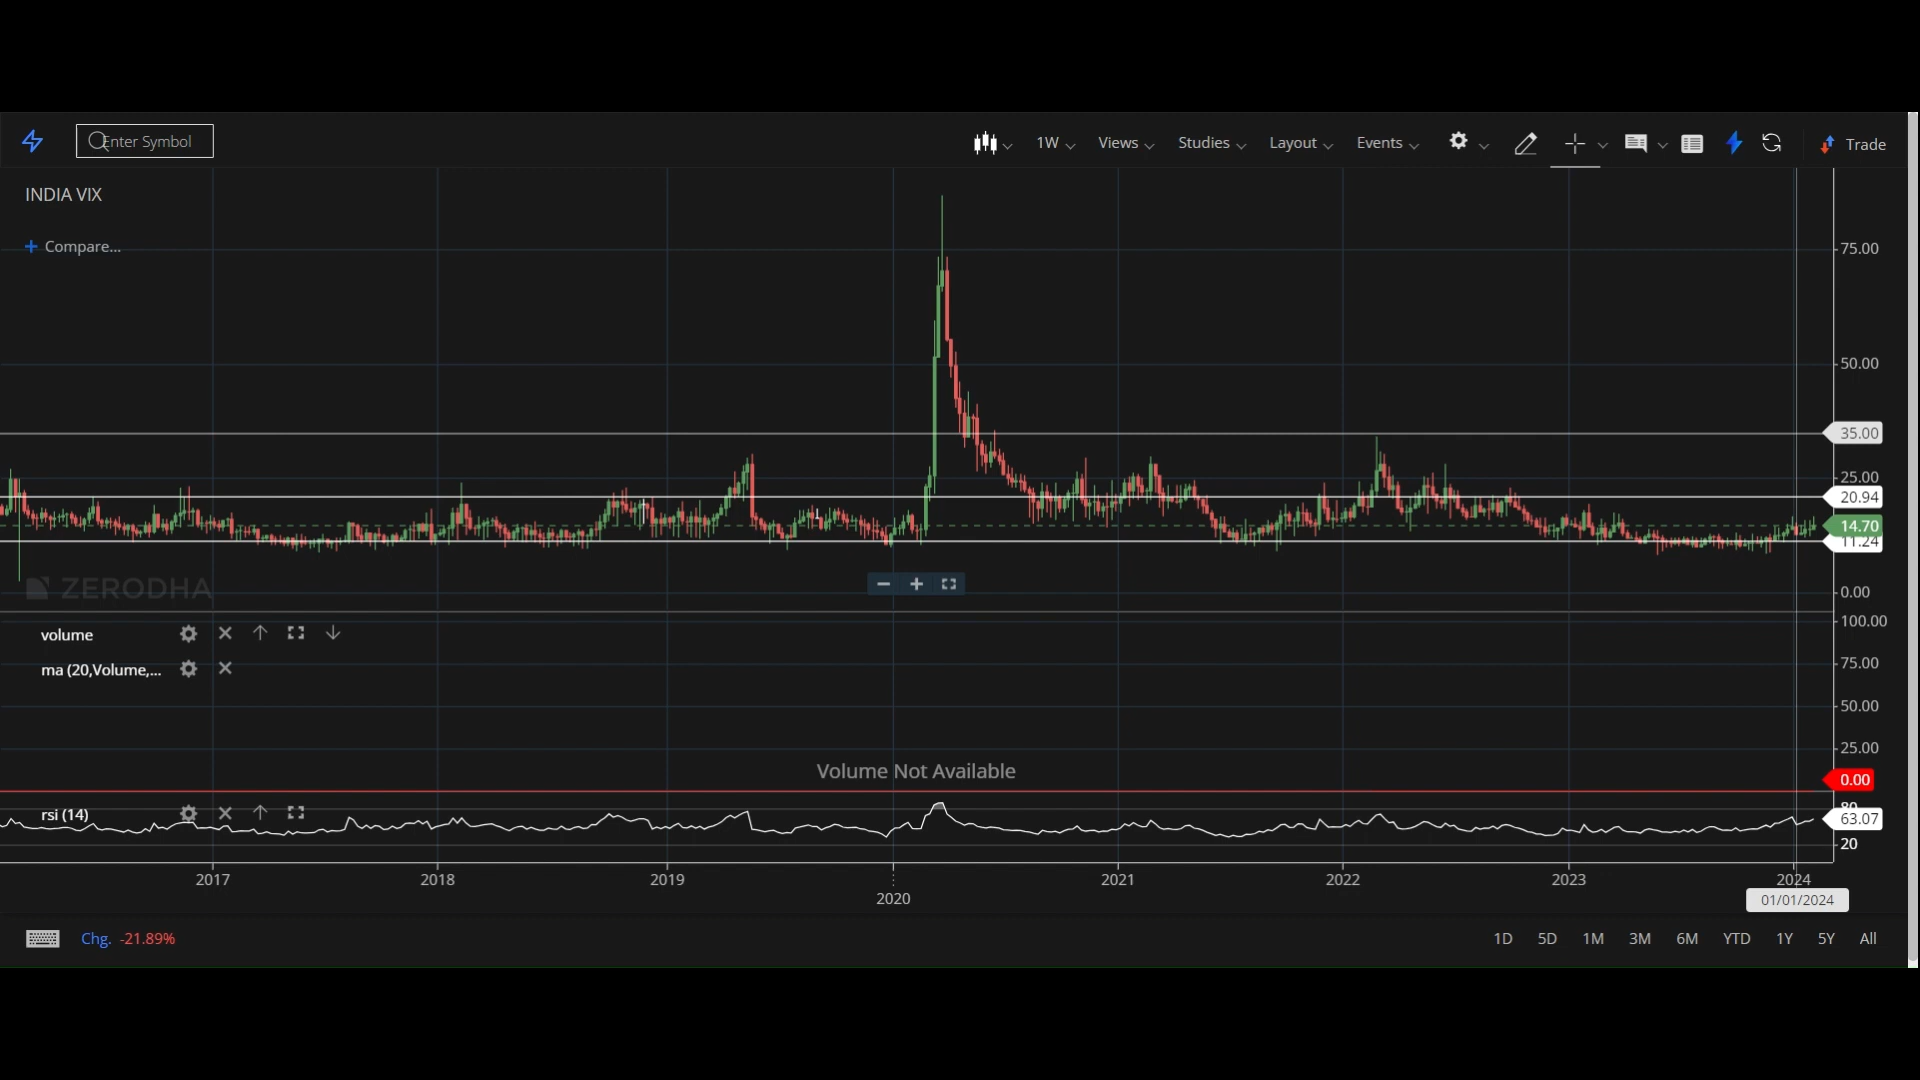 Enter Symbol 1W Views Studies Layout Events Trade
INDIA VIX
Compare...
75.00
50.00
35.00
25.00
20.94
14.70
11.24
0.00
ZERODHA
volume
ma (20,Volume,...
100.00
75.00
50.00
25.00
Volume Not Available
0.00
rsi (14)
80
63.07
20
2017 2018 2019 2020 2021 2022 2023 2024
01/01/2024
Chg. -21.89% 1D 5D 1M 3M 6M YTD 1Y 5Y All